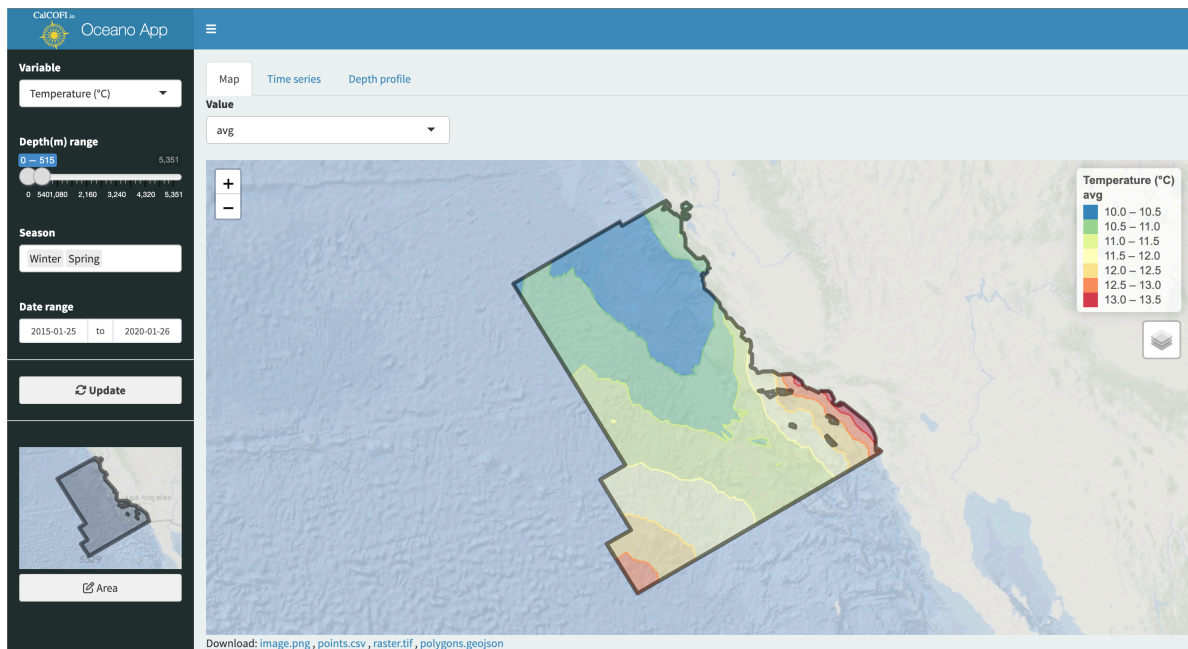 CalCOFI.io
Oceano App
Variable
Temperature (°C)
Depth(m) range
0 — 515
5,351
0 5401,080 2,160 3,240 4,320 5,351
Season
Winter Spring
Date range
2015-01-25 to 2020-01-26
Update
Los Angeles
5329
Area
Map Time series Depth profile
Value
avg
+
−
Temperature (°C)
avg
10.0 – 10.5
10.5 – 11.0
11.0 – 11.5
11.5 – 12.0
12.0 – 12.5
12.5 – 13.0
13.0 – 13.5
Download: image.png , points.csv , raster.tif , polygons.geojson